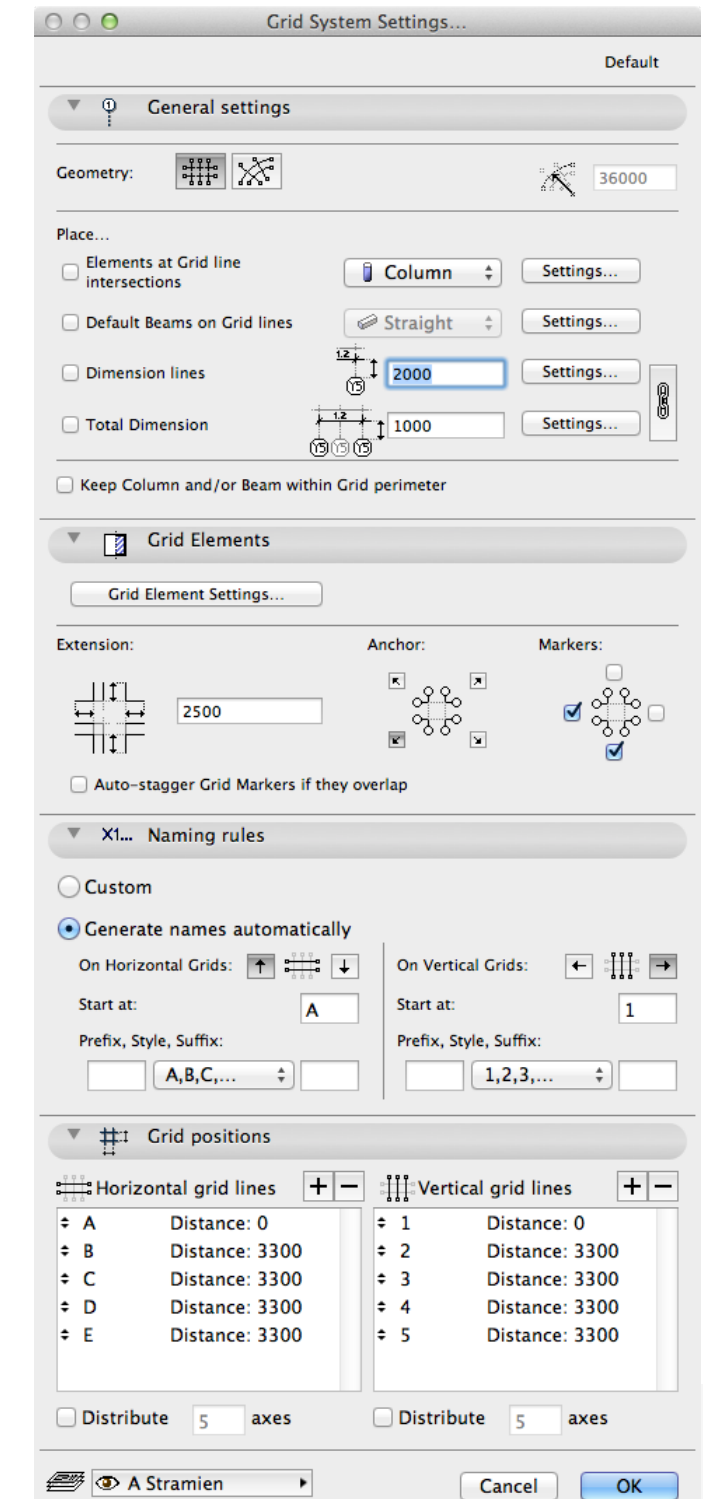 Grid System Settings...
Default
General settings
Geometry:
36000
Place...
Elements at Grid line
intersections
Column
Settings...
Default Beams on Grid lines
Straight
Settings...
Dimension lines
1.2
Y5
2000
Settings...
Total Dimension
1.2
Y5 Y5 Y5
1000
Settings...
Keep Column and/or Beam within Grid perimeter
Grid Elements
Grid Element Settings...
Extension:
Anchor:
Markers:
2500
Auto-stagger Grid Markers if they overlap
X1... Naming rules
Custom
Generate names automatically
On Horizontal Grids:
On Vertical Grids:
Start at:
A
Start at:
1
Prefix, Style, Suffix:
Prefix, Style, Suffix:
A,B,C,...
1,2,3,...
Grid positions
Horizontal grid lines + −
Vertical grid lines + −
A Distance: 0
B Distance: 3300
C Distance: 3300
D Distance: 3300
E Distance: 3300
1 Distance: 0
2 Distance: 3300
3 Distance: 3300
4 Distance: 3300
5 Distance: 3300
Distribute 5 axes
Distribute 5 axes
A Stramien
Cancel
OK